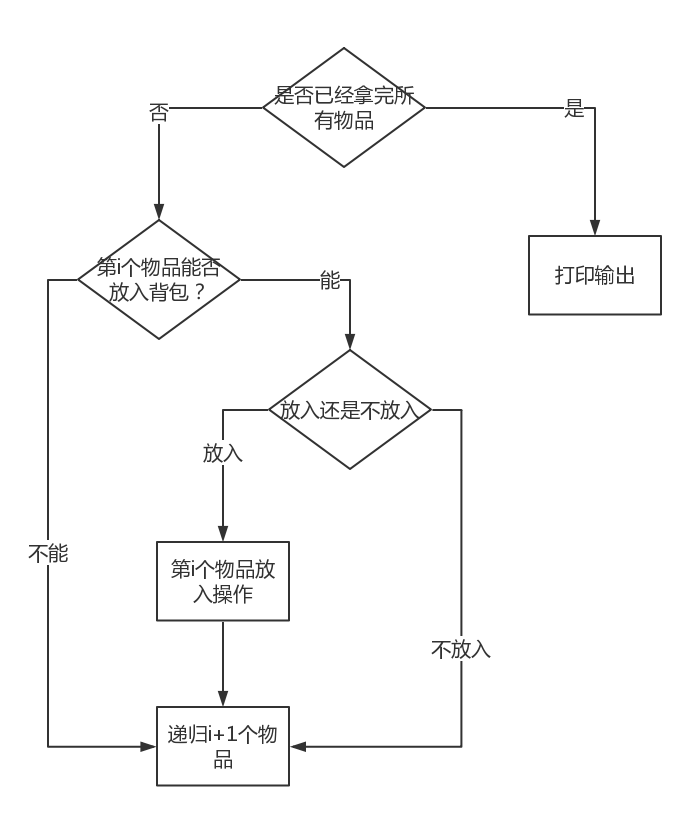 是否已经拿完所
有物品
否
是
第i个物品能否
放入背包？
能
打印输出
放入还是不放入
放入
不能
第i个物品放
入操作
不放入
递归i+1个物
品